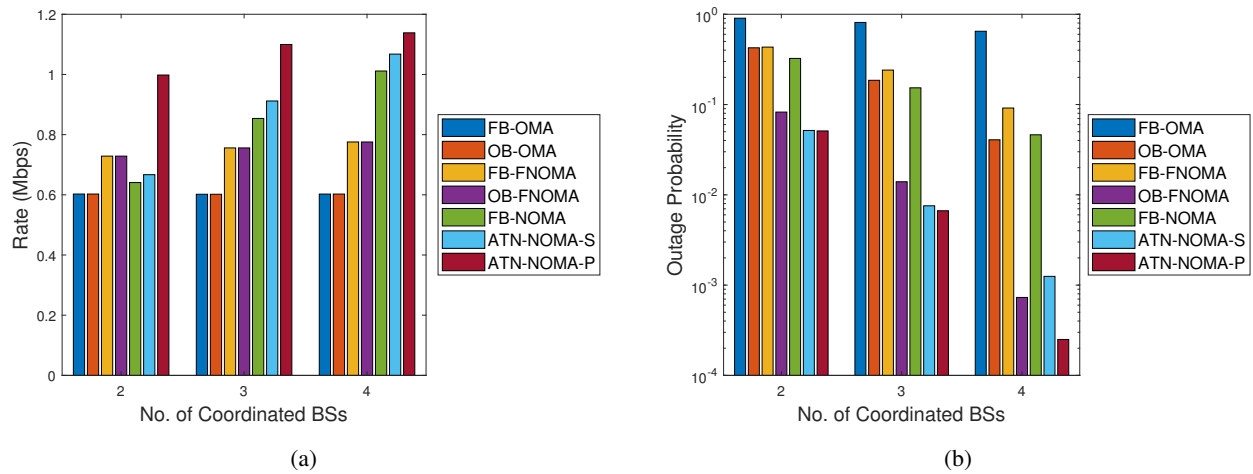 1.2
1
0.8
0.6
0.4
0.2
0
Rate (Mbps)
2
3
4
No. of Coordinated BSs
FB-OMA
OB-OMA
FB-FNOMA
OB-FNOMA
FB-NOMA
ATN-NOMA-S
ATN-NOMA-P
(a)
10^0
10^-1
10^-2
10^-3
10^-4
Outage Probability
2
3
4
No. of Coordinated BSs
FB-OMA
OB-OMA
FB-FNOMA
OB-FNOMA
FB-NOMA
ATN-NOMA-S
ATN-NOMA-P
(b)